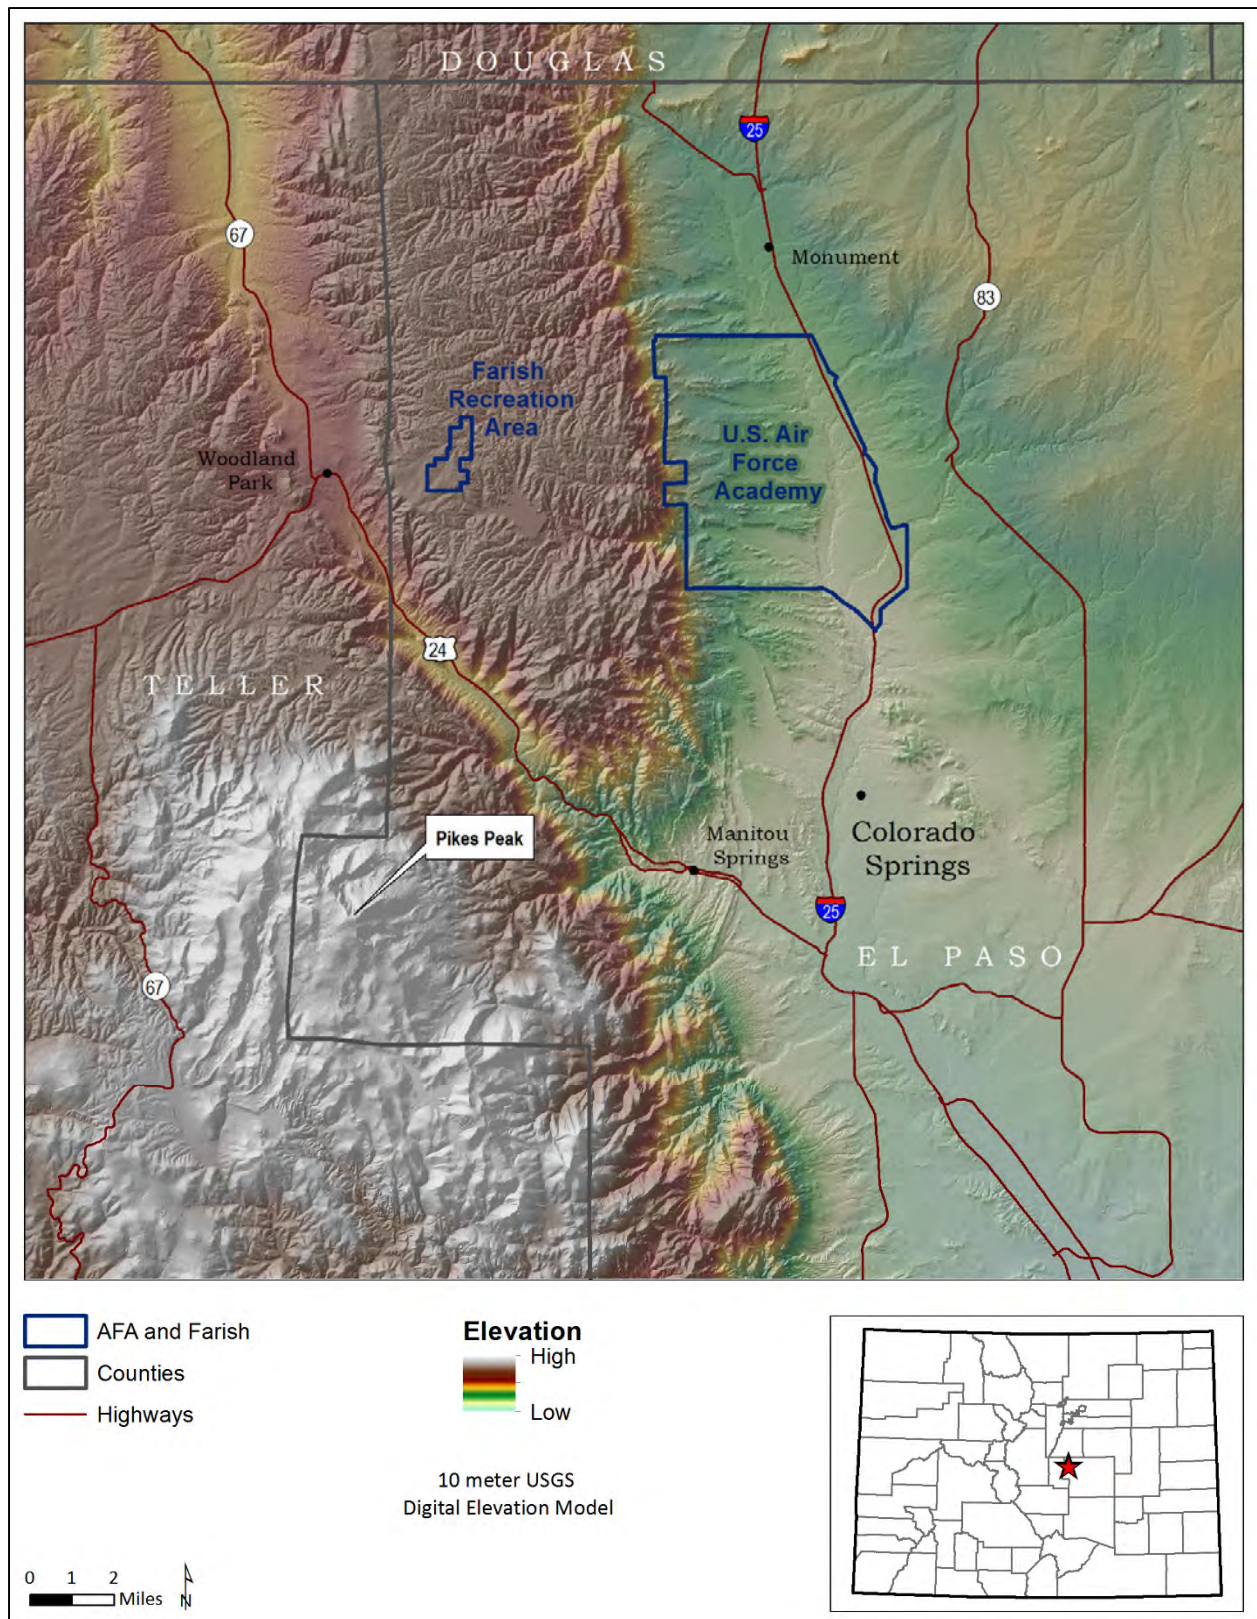 DOUGLAS
25
67
Monument
83
Farish
Recreation
Area
U.S. Air
Force
Academy
Woodland
Park
24
TELLER
Pikes Peak
Manitou
Springs
Colorado
Springs
25
EL PASO
67
AFA and Farish
Counties
Highways
Elevation
High
Low
10 meter USGS
Digital Elevation Model
0 1 2
Miles
N